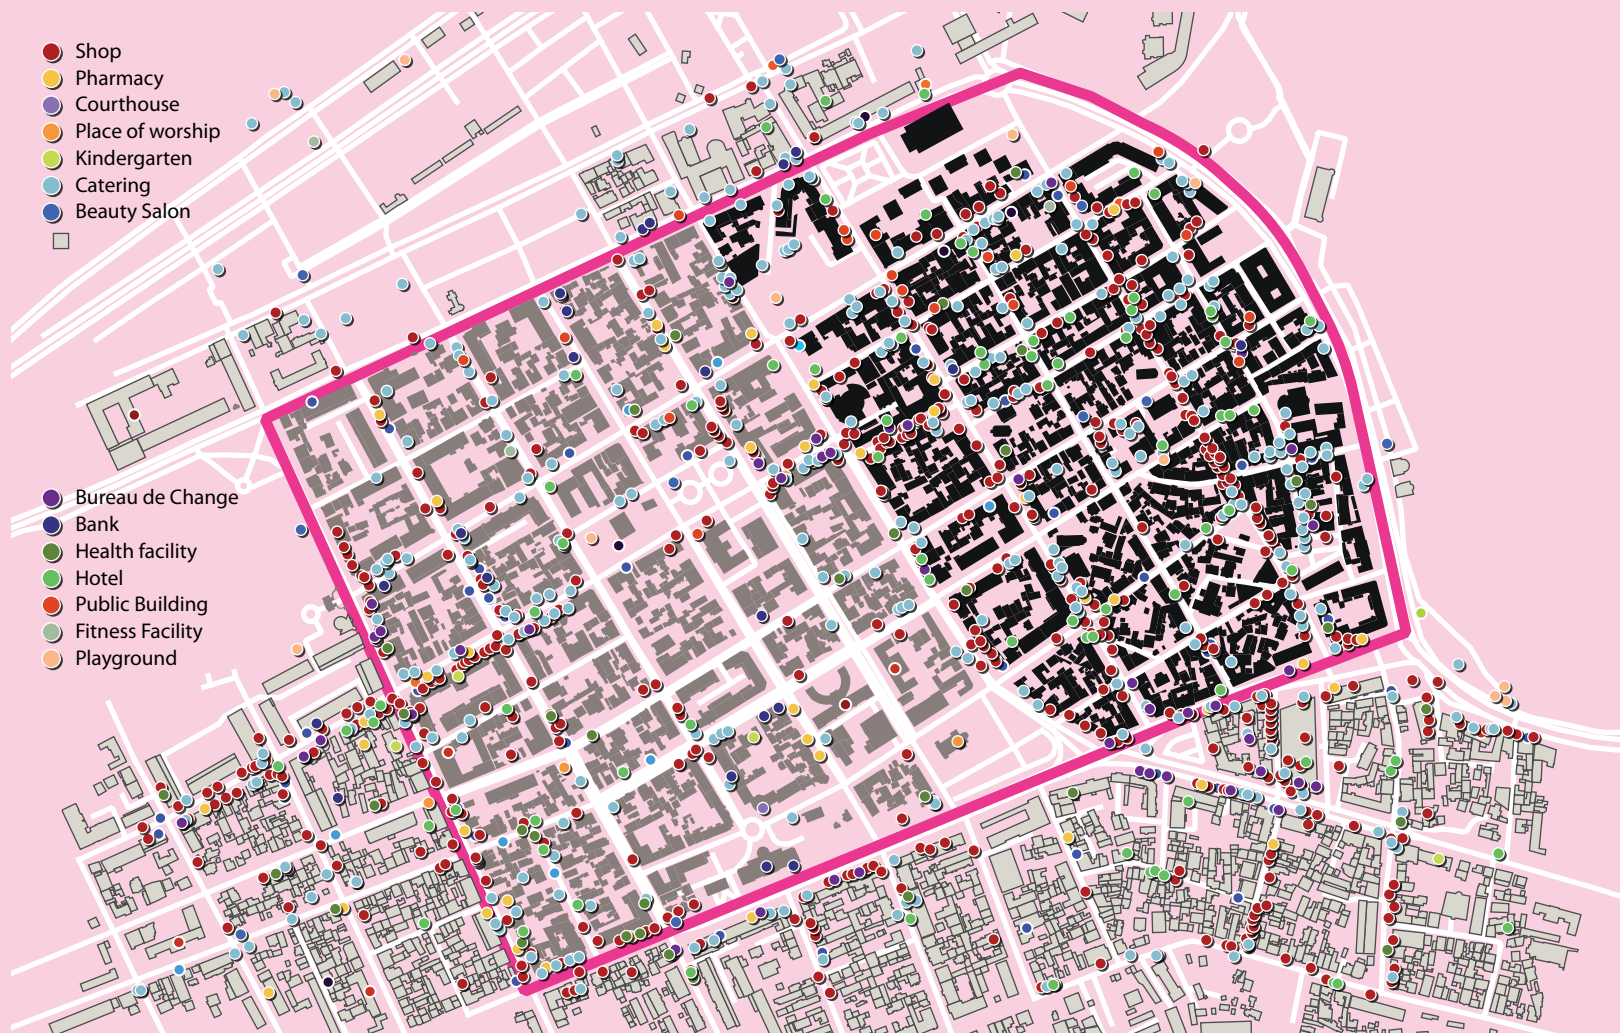 Shop
Pharmacy
Courthouse
Place of worship
Kindergarten
Catering
Beauty Salon
Bureau de Change
Bank
Health facility
Hotel
Public Building
Fitness Facility
Playground